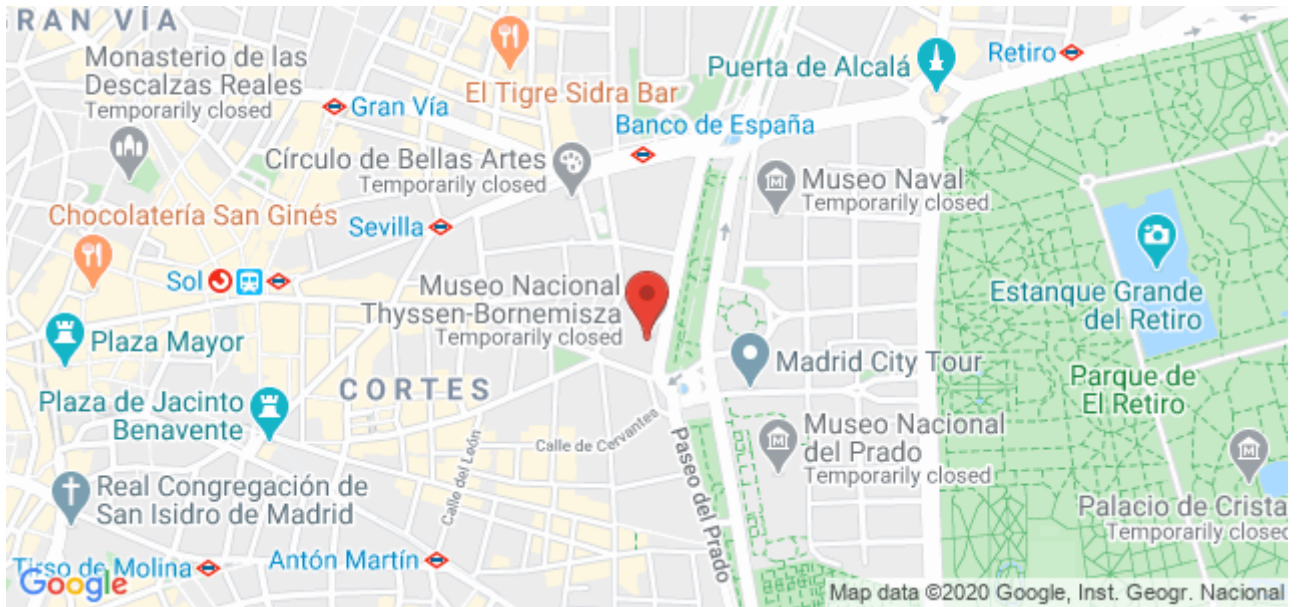 GRAN VÍA
Monasterio de las
Descalzas Reales
Temporarily closed
Gran Vía
El Tigre Sidra Bar
Puerta de Alcalá
Retiro
Banco de España
Círculo de Bellas Artes
Temporarily closed
Museo Naval
Temporarily closed
Chocolatería San Ginés
Sevilla
Sol
Museo Nacional
Thyssen-Bornemisza
Temporarily closed
Estanque Grande
del Retiro
Plaza Mayor
Madrid City Tour
CORTES
Parque de
El Retiro
Plaza de Jacinto
Benavente
Calle de Cervantes
Calle del León
Paseo del Prado
Museo Nacional
del Prado
Temporarily closed
Real Congregación de
San Isidro de Madrid
Palacio de Crista
Temporarily closed
Tirso de Molina
Antón Martín
Google
Map data ©2020 Google, Inst. Geogr. Nacional